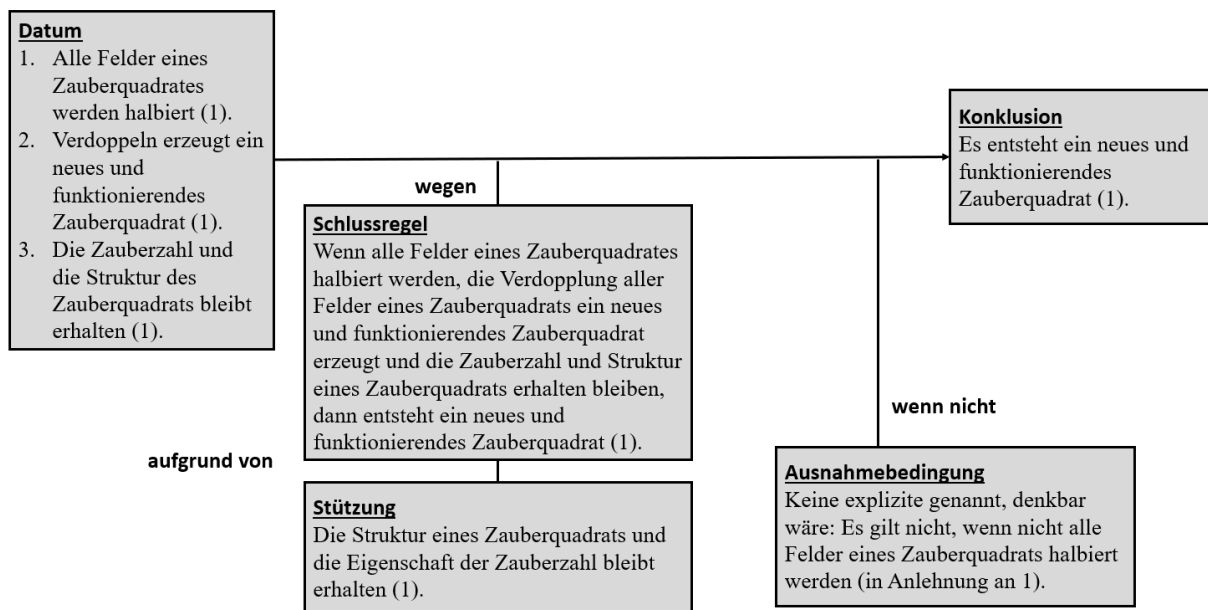 Datum
1. Alle Felder eines
Zauberquadrates
werden halbiert (1).
2. Verdoppeln erzeugt ein
neues und
funktionierendes
Zauberquadrat (1).
3. Die Zauberzahl und
die Struktur des
Zauberquadrats bleibt
erhalten (1).
wegen
Schlussregel
Wenn alle Felder eines Zauberquadrates
halbiert werden, die Verdopplung aller
Felder eines Zauberquadrats ein neues
und funktionierendes Zauberquadrat
erzeugt und die Zauberzahl und Struktur
eines Zauberquadrats erhalten bleiben,
dann entsteht ein neues und
funktionierendes Zauberquadrat (1).
aufgrund von
Stützung
Die Struktur eines Zauberquadrats und
die Eigenschaft der Zauberzahl bleibt
erhalten (1).
Konklusion
Es entsteht ein neues und
funktionierendes
Zauberquadrat (1).
wenn nicht
Ausnahmebedingung
Keine explizite genannt, denkbar
wäre: Es gilt nicht, wenn nicht alle
Felder eines Zauberquadrats halbiert
werden (in Anlehnung an 1).